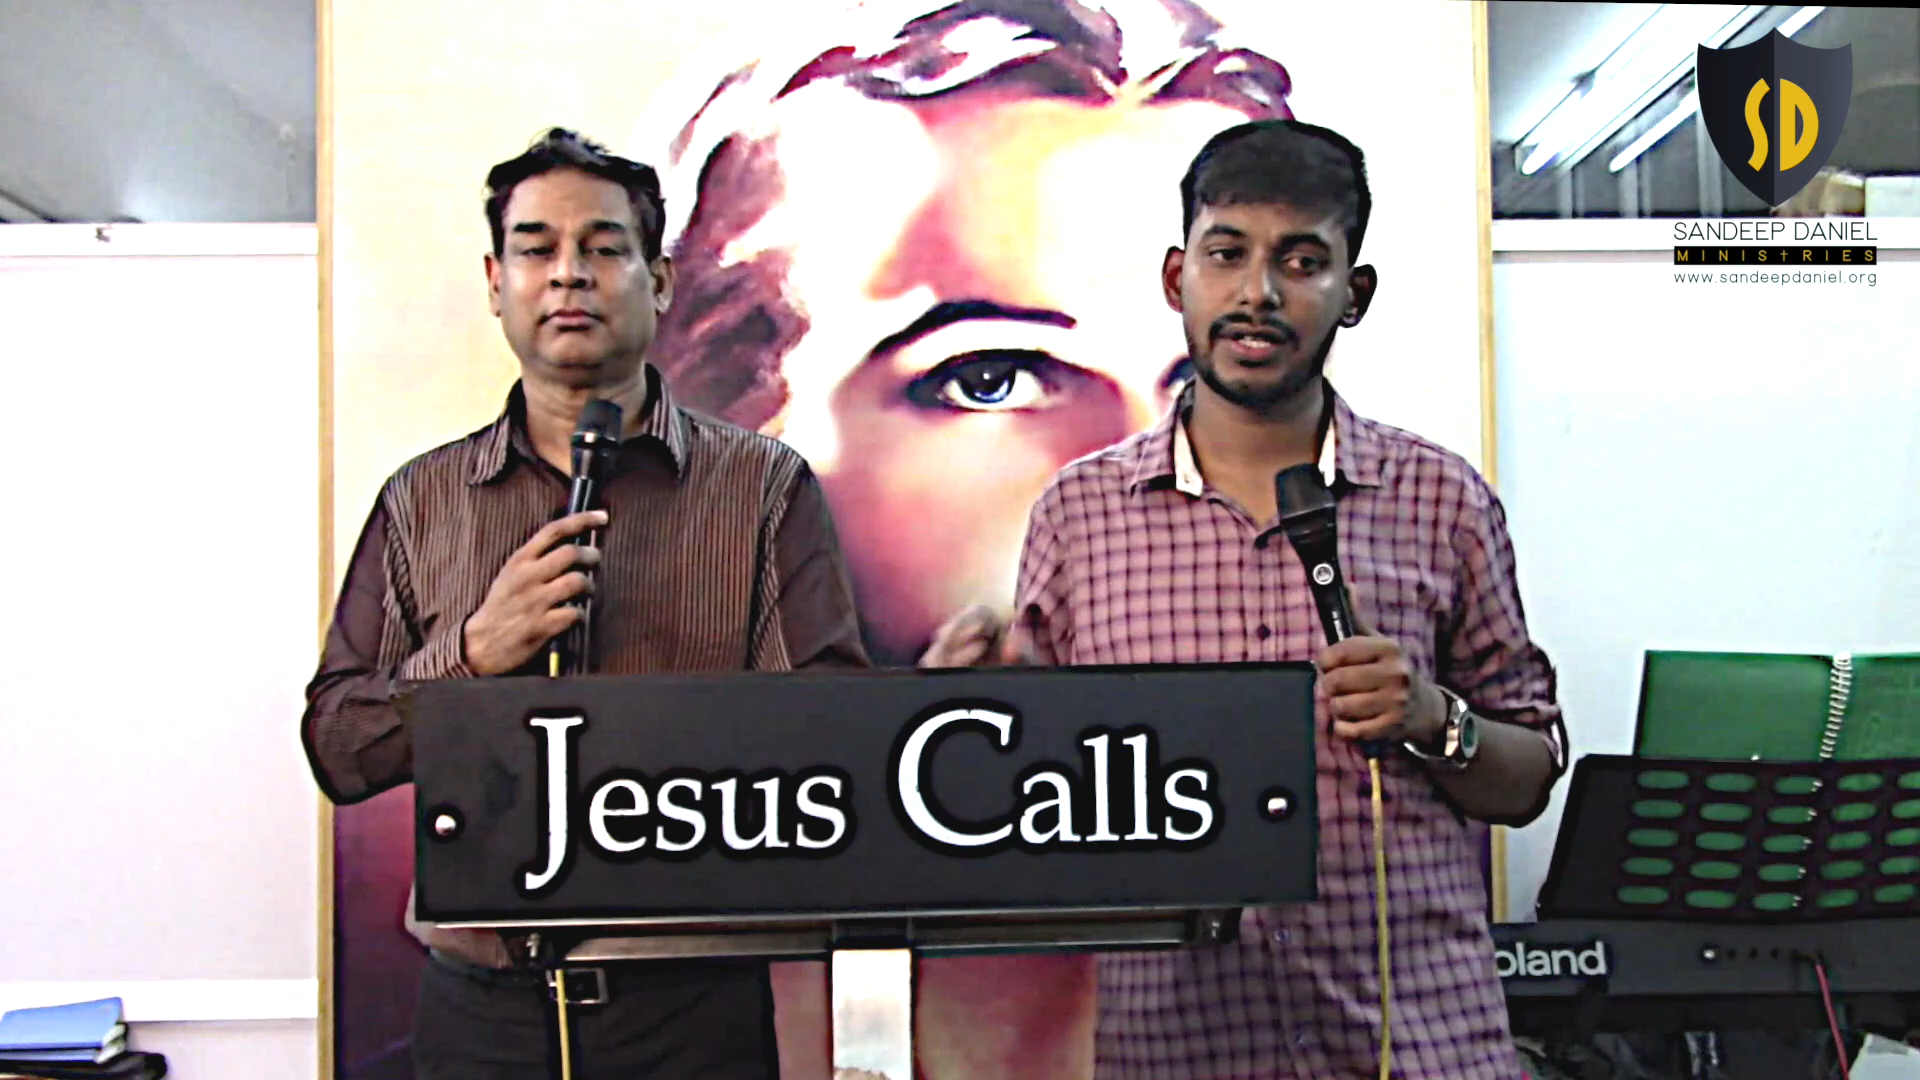 SD
SANDEEP DANIEL
MINISTRIES
www.sandeepdaniel.org
Jesus Calls
oland